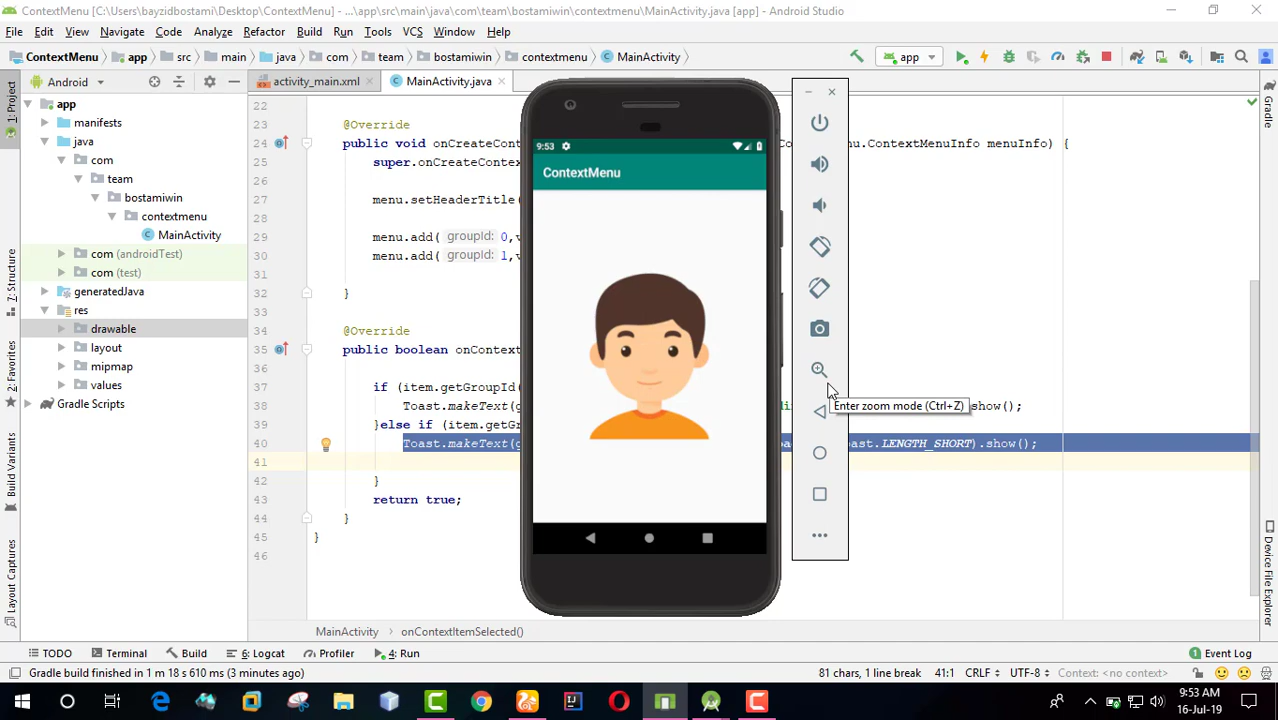 ContextMenu [C:\Users\bayzidbostami\Desktop\ContextMenu] - ...\app\src\main\java\com\team\bostamiwin\contextmenu\MainActivity.java [app] - Android Studio
File Edit View Navigate Code Analyze Refactor Build Run Tools VCS Window Help
ContextMenu app src main java com team bostamiwin contextmenu MainActivity app
Android activity_main.xml MainActivity.java
1: Project
Z: Structure
2: Favorites
Build Variants
Layout Captures
app
manifests
java
com
team
bostamiwin
contextmenu
MainActivity
com (androidTest)
com (test)
generatedJava
res
drawable
layout
mipmap
values
Gradle Scripts
22
23 @Override
24 public void onCreateCont u.ContextMenuInfo menuInfo) {
25 super.onCreateContex
26
27 menu.setHeaderTitle(
28
29 menu.add( groupId: 0,v
30 menu.add( groupId: 1,v
31
32 }
33
34 @Override
35 public boolean onContext
36
37 if (item.getGroupId(
38 Toast.makeText(g show();
39 }else if (item.getGr
40 Toast.makeText(g oast.LENGTH_SHORT).show();
41
42 }
43 return true;
44 }
45 }
46
9:53
ContextMenu
Enter zoom mode (Ctrl+Z)
Gradle
Device File Explorer
MainActivity onContextItemSelected()
TODO Terminal Build 6: Logcat Profiler 4: Run 1 Event Log
Gradle build finished in 1 m 18 s 610 ms (3 minutes ago) 81 chars, 1 line break 41:1 CRLF UTF-8 Context: <no context>
9:53 AM
16-Jul-19